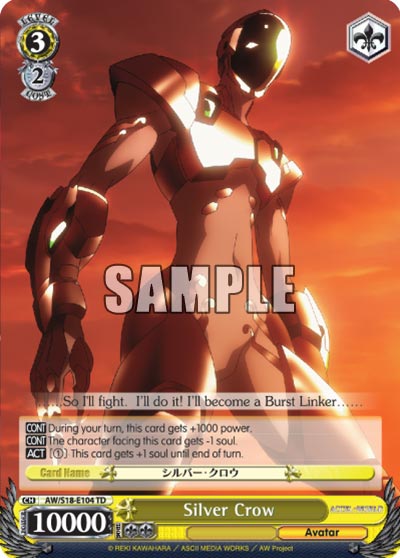 LEVEL
3
2
COST
SAMPLE
……So I'll fight. I'll do it! I'll become a Burst Linker……
CONT During your turn, this card gets +1000 power.
CONT The character facing this card gets -1 soul.
ACT [①] This card gets +1 soul until end of turn.
Card Name シルバー・クロウ
CH AW/S18-E104 TD
Silver Crow
POWER 10000 SOUL
Avatar
© REKI KAWAHARA / ASCII MEDIA WORKS / AW Project